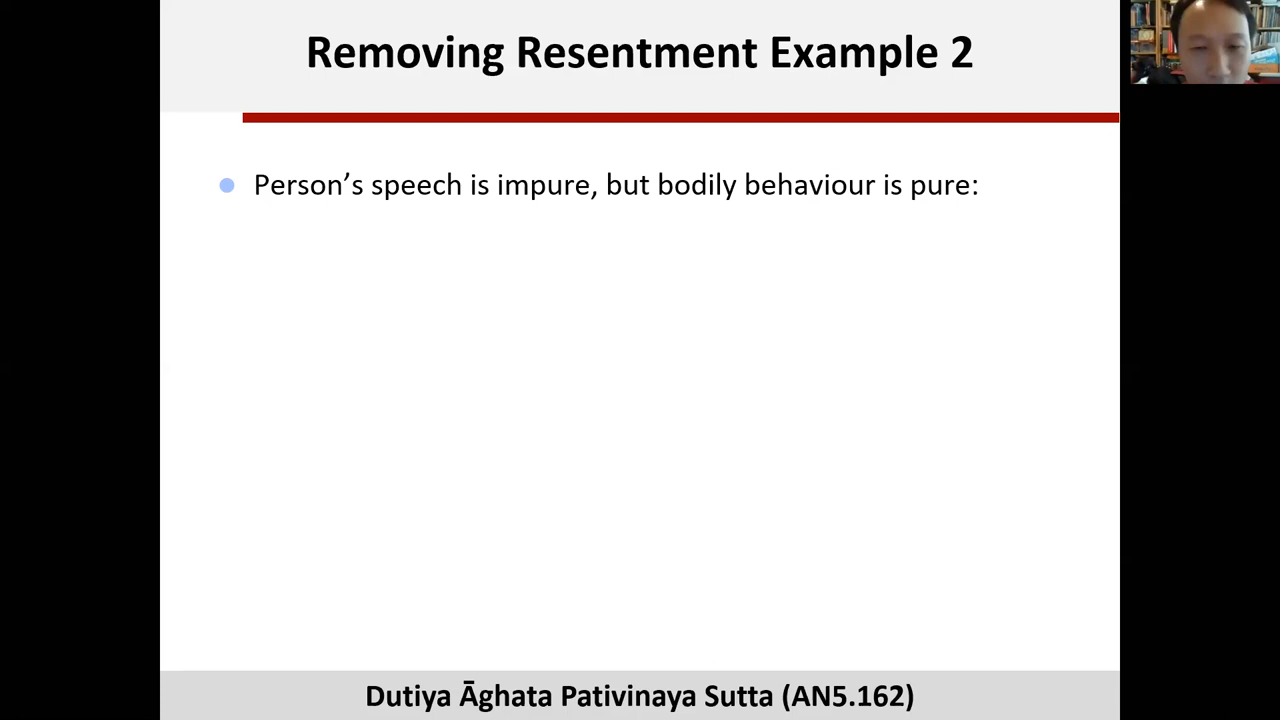 Removing Resentment Example 2
Person's speech is impure, but bodily behaviour is pure:
Dutiya Āghata Pativinaya Sutta (AN5.162)